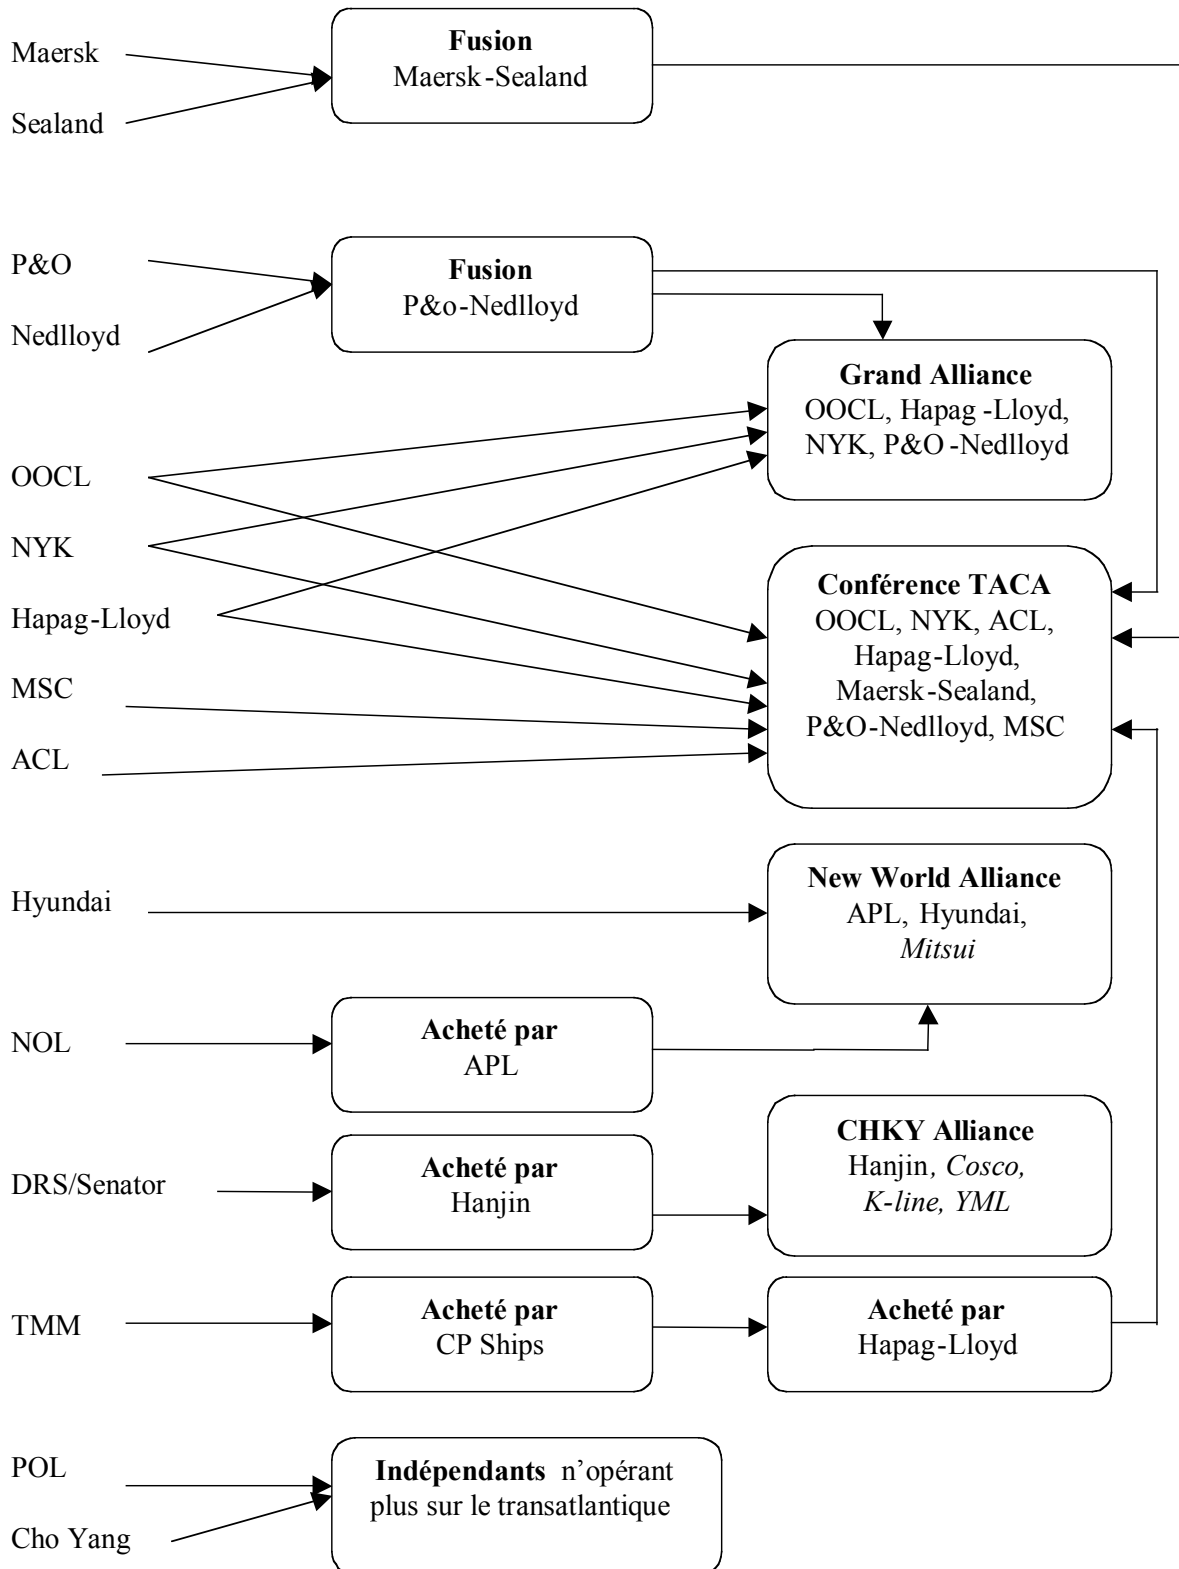 Maersk
Sealand
Fusion
Maersk-Sealand
P&O
Nedlloyd
Fusion
P&o-Nedlloyd
Grand Alliance
OOCL, Hapag-Lloyd,
NYK, P&O-Nedlloyd
OOCL
NYK
Hapag-Lloyd
MSC
ACL
Conférence TACA
OOCL, NYK, ACL,
Hapag-Lloyd,
Maersk-Sealand,
P&O-Nedlloyd, MSC
Hyundai
New World Alliance
APL, Hyundai,
Mitsui
NOL
Acheté par
APL
DRS/Senator
Acheté par
Hanjin
CHKY Alliance
Hanjin, Cosco,
K-line, YML
TMM
Acheté par
CP Ships
Acheté par
Hapag-Lloyd
POL
Cho Yang
Indépendants n’opérant
plus sur le transatlantique